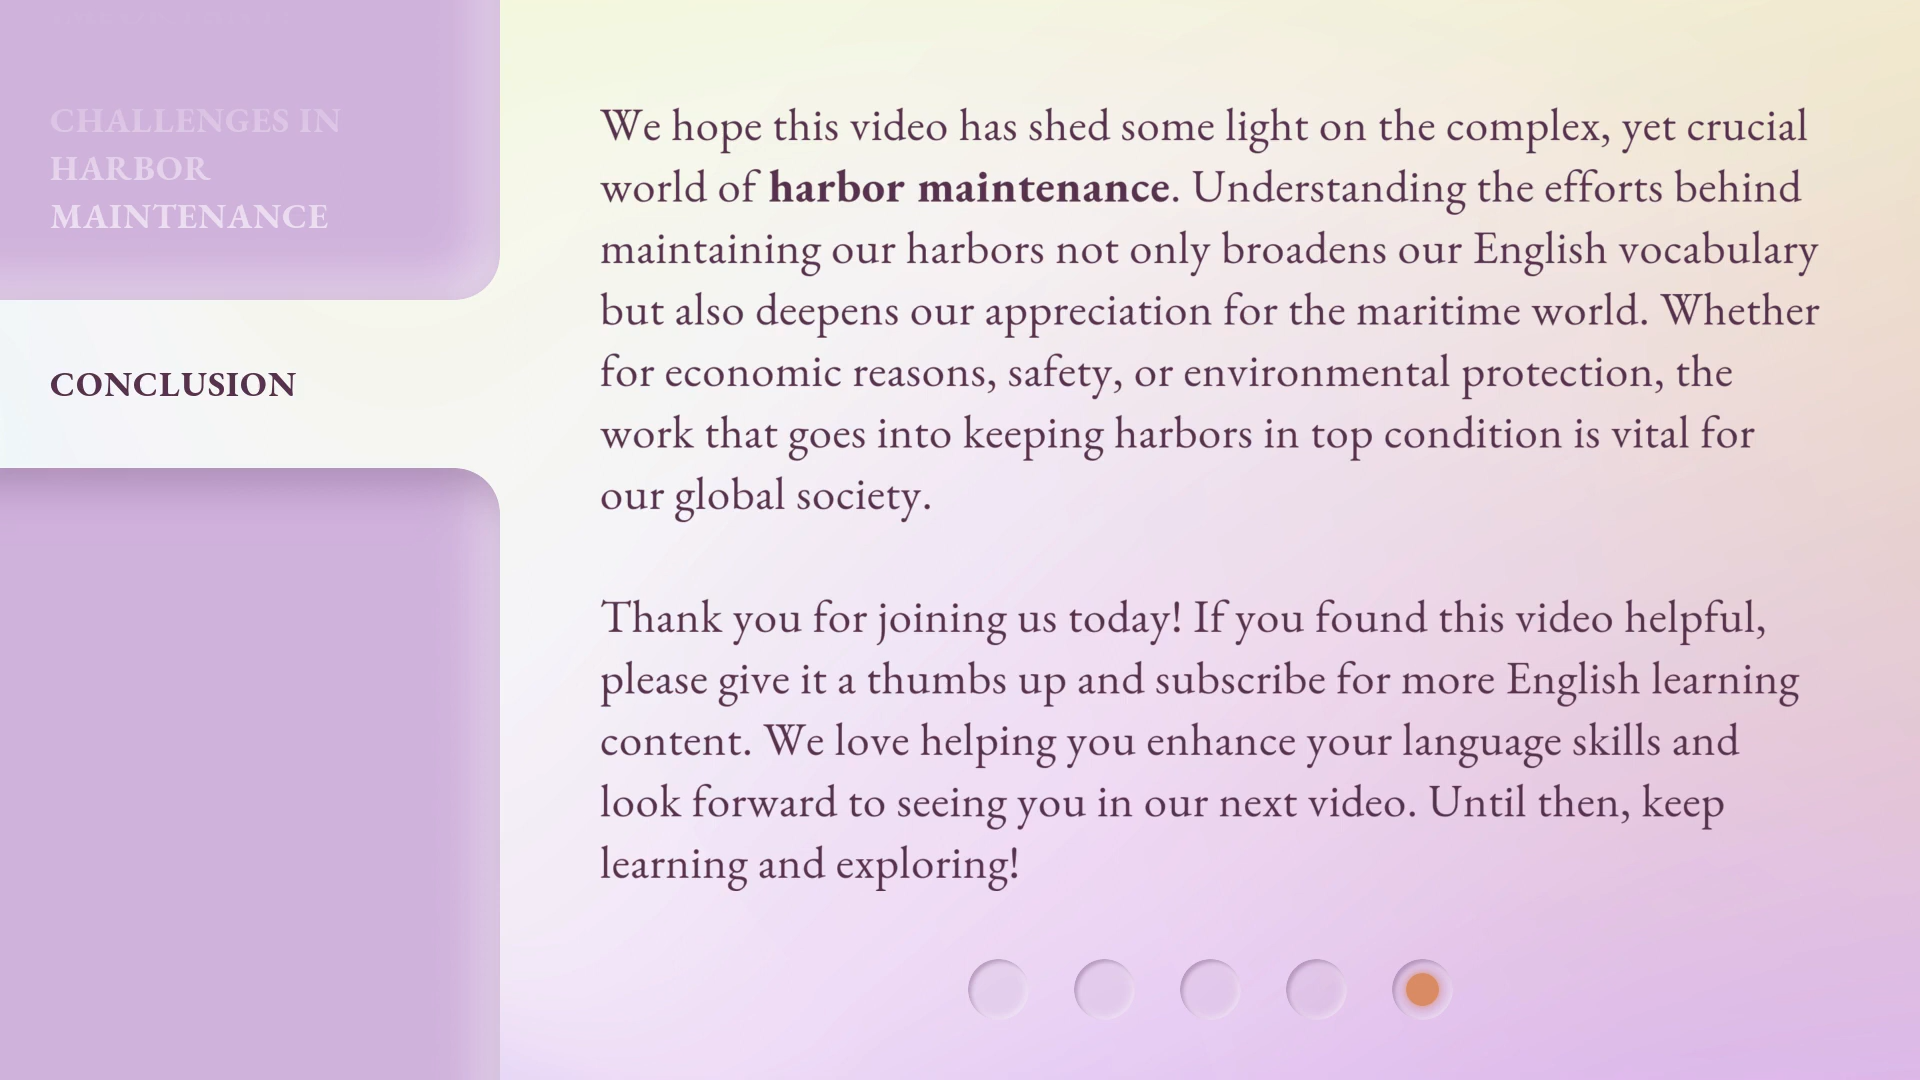 CHALLENGES IN
HARBOR
MAINTENANCE
CONCLUSION
We hope this video has shed some light on the complex, yet crucial
world of harbor maintenance. Understanding the efforts behind
maintaining our harbors not only broadens our English vocabulary
but also deepens our appreciation for the maritime world. Whether
for economic reasons, safety, or environmental protection, the
work that goes into keeping harbors in top condition is vital for
our global society.
Thank you for joining us today! If you found this video helpful,
please give it a thumbs up and subscribe for more English learning
content. We love helping you enhance your language skills and
look forward to seeing you in our next video. Until then, keep
learning and exploring!